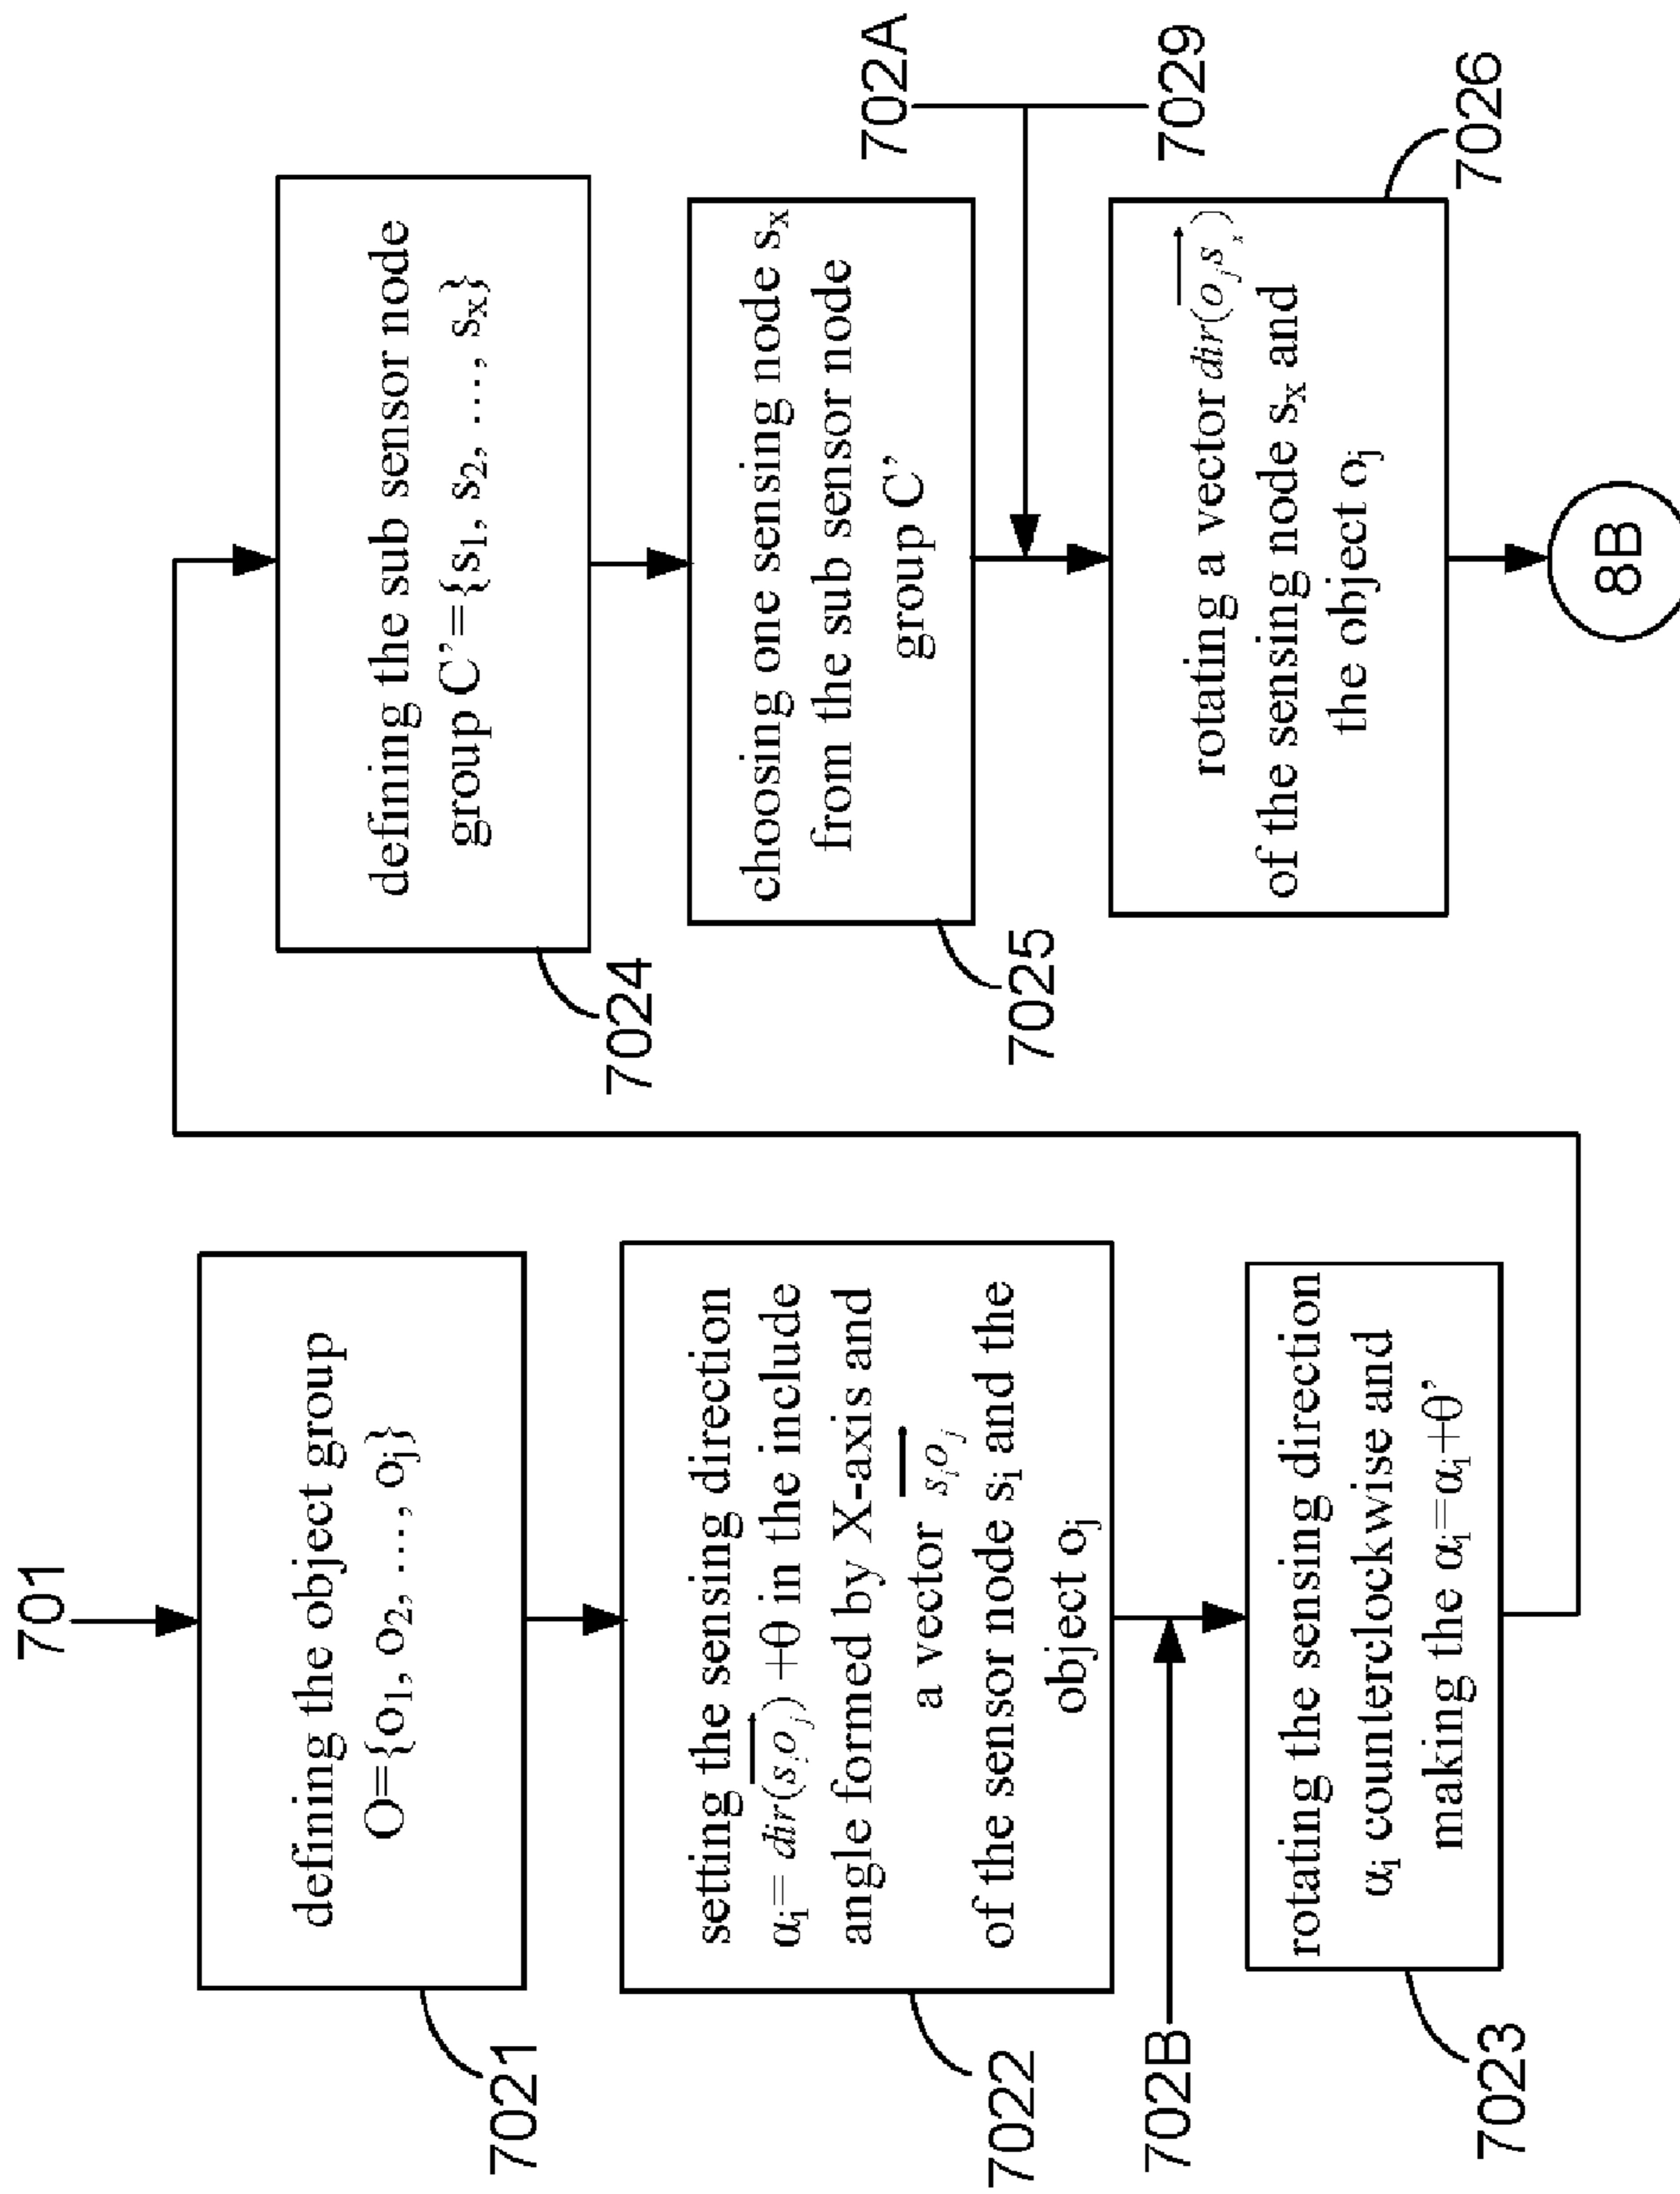 701
defining the object group
O={o₁, o₂, ..., oⱼ}
7021
setting the sensing direction
αᵢ= dir(sᵢoⱼ) +θ in the include
angle formed by X-axis and
a vector sᵢoⱼ
of the sensor node sᵢ and the
object oⱼ
7022
702B
rotating the sensing direction
αᵢ counterclockwise and
making the αᵢ=αᵢ+θ’
7023
defining the sub sensor node
group C’={s₁, s₂, ..., sₓ}
7024
choosing one sensing node sₓ
from the sub sensor node
group C’
7025
702A
7029
rotating a vector dir(oⱼsₓ)
of the sensing node sₓ and
the object oⱼ
7026
8B